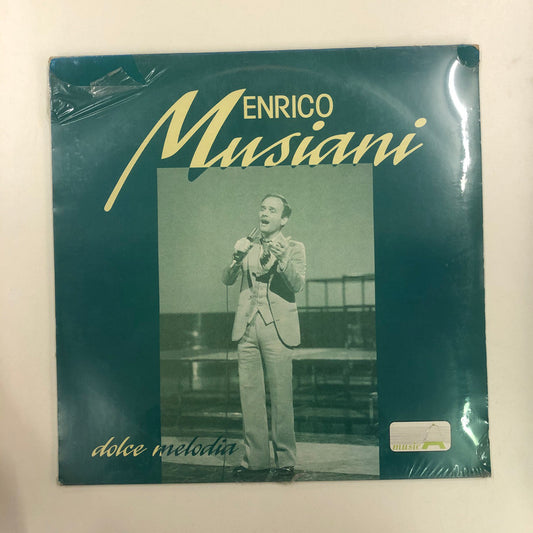 ENRICO
Musiani
dolce melodia
music A